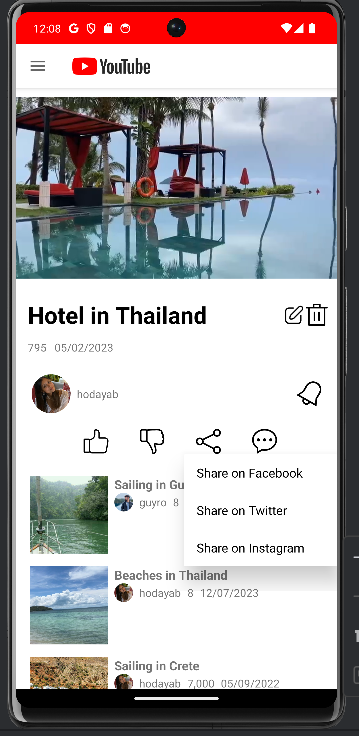 12:08
YouTube
Hotel in Thailand
795 05/02/2023
hodayab
Share on Facebook
Share on Twitter
Share on Instagram
Sailing in Gu
guyro 8
Beaches in Thailand
hodayab 8 12/07/2023
Sailing in Crete
hodayab 7,000 05/09/2022